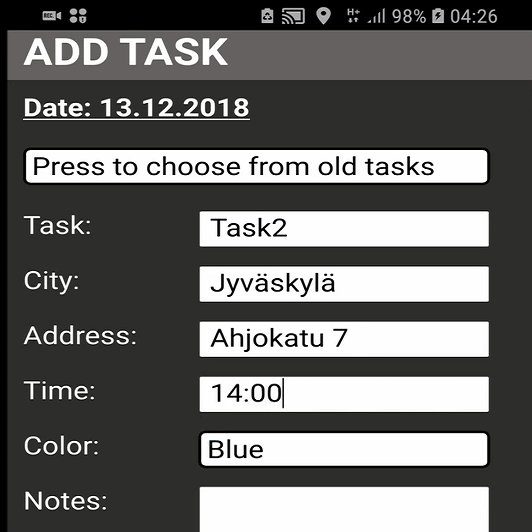 REC H+ 98% 04:26
ADD TASK
Date: 13.12.2018
Press to choose from old tasks
Task: Task2
City: Jyväskylä
Address: Ahjokatu 7
Time: 14:00
Color: Blue
Notes: